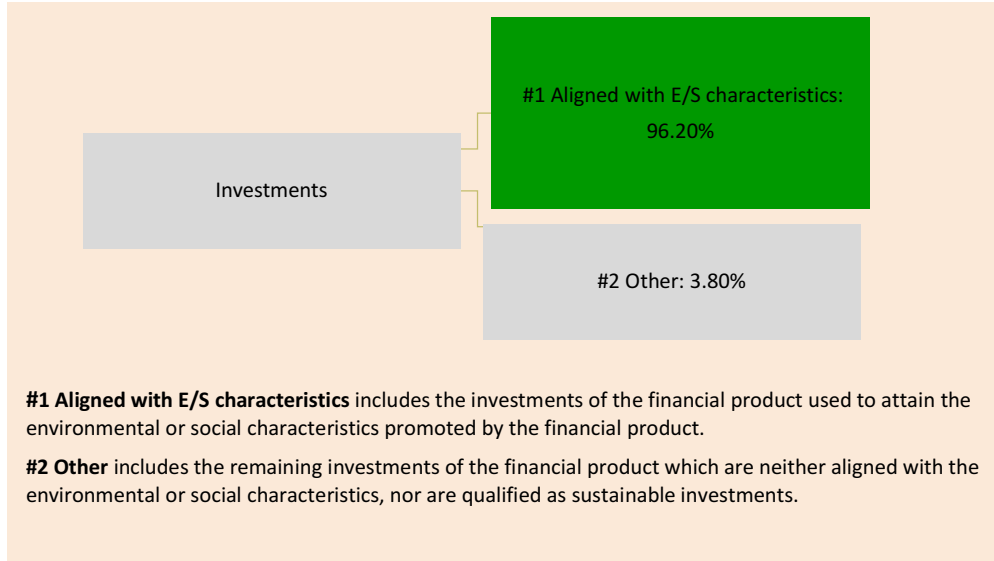 #1 Aligned with E/S characteristics:
96.20%
Investments
#2 Other: 3.80%
#1 Aligned with E/S characteristics includes the investments of the financial product used to attain the
environmental or social characteristics promoted by the financial product.
#2 Other includes the remaining investments of the financial product which are neither aligned with the
environmental or social characteristics, nor are qualified as sustainable investments.